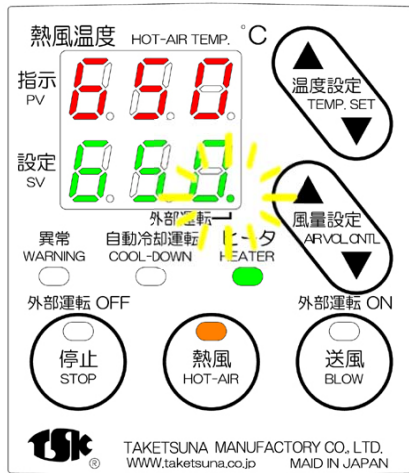 熱風温度 HOT-AIR TEMP. °C
指示 PV 650
設定 SV 650.
外部運転
温度設定
TEMP. SET
風量設定
AIR VOL.CNTL
異常 自動冷却運転 ヒータ
WARNING COOL-DOWN HEATER
外部運転 OFF 外部運転 ON
停止 熱風 送風
STOP HOT-AIR BLOW
TSK ® TAKETSUNA MANUFACTORY CO., LTD.
WWW.taketsuna.co.jp MAID IN JAPAN